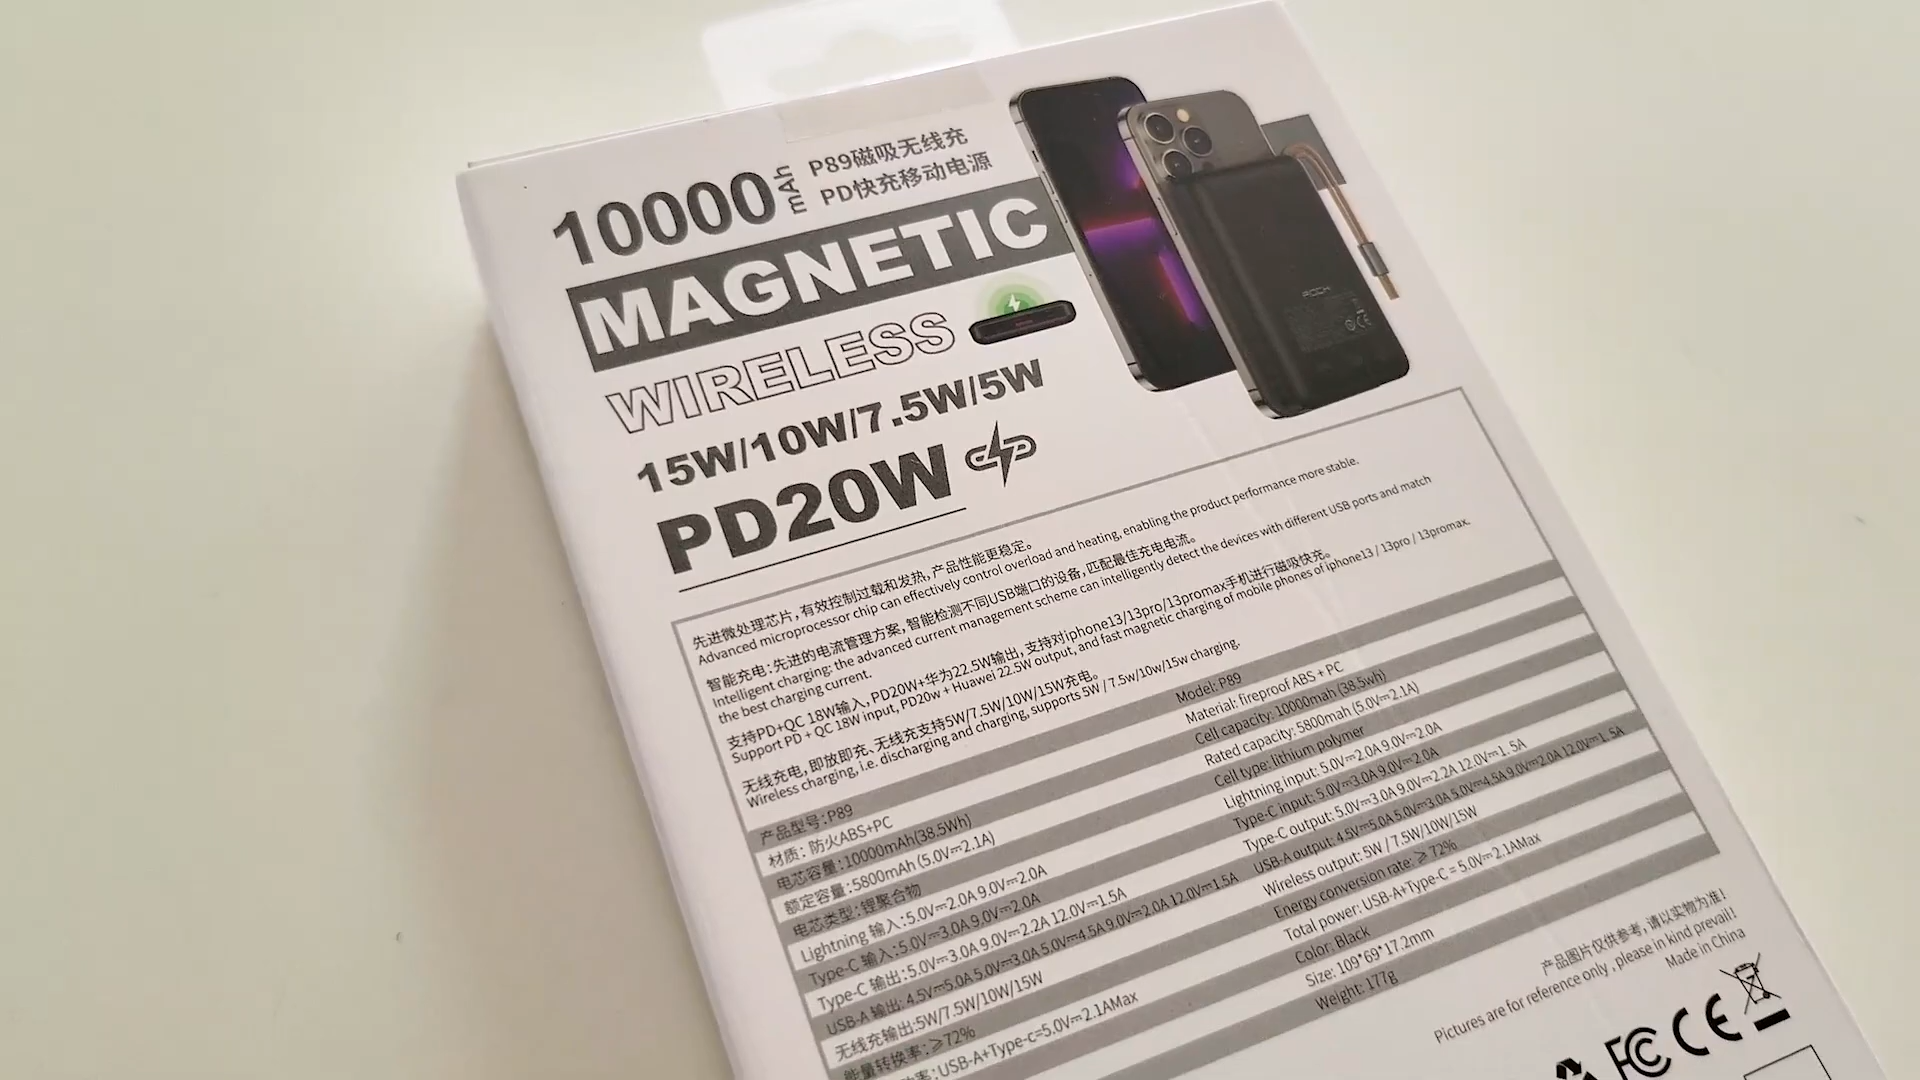 10000
mAh
P89磁吸无线充
PD快充移动电源
MAGNETIC
WIRELESS
15W/10W/7.5W/5W
PD20W
先进微处理芯片，有效控制过载和发热，产品性能更稳定。
Advanced microprocessor chip can effectively control overload and heating, enabling the product performance more stable.
智能充电：先进的电流管理方案，智能检测不同USB端口的设备，匹配最佳充电电流。
Intelligent charging: the advanced current management scheme can intelligently detect the devices with different USB ports and match
the best charging current.
支持PD+QC 18W输入，PD20W+华为22.5W输出，支持对iphone13/13pro/13promax手机进行磁吸快充。
Support PD + QC 18W input, PD20w + Huawei 22.5W output, and fast magnetic charging of mobile phones of iphone13 / 13pro / 13promax.
无线充电，即放即充、无线充支持5W/7.5W/10W/15W充电。
Wireless charging, i.e. discharging and charging, supports 5W / 7.5w/10w/15w charging.
产品型号：P89
材质：防火ABS+PC
电芯容量：10000mAh(38.5Wh)
额定容量：5800mAh (5.0V⎓2.1A)
电芯类型：锂聚合物
Lightning 输入：5.0V⎓2.0A 9.0V⎓2.0A
Type-C 输入：5.0V⎓3.0A 9.0V⎓2.0A
Type-C 输出：5.0V⎓3.0A 9.0V⎓2.2A 12.0V⎓1.5A
USB-A 输出：4.5V⎓5.0A 5.0V⎓3.0A 5.0V⎓4.5A 9.0V⎓2.0A 12.0V⎓1.5A
无线充输出:5W/7.5W/10W/15W
能量转换率：≥72%
率：USB-A+Type-c=5.0V⎓2.1AMax
Model: P89
Material: fireproof ABS + PC
Cell capacity: 10000mah (38.5wh)
Rated capacity: 5800mah (5.0V⎓2.1A)
Cell type: lithium polymer
Lightning input: 5.0V⎓2.0A 9.0V⎓2.0A
Type-C input: 5.0V⎓3.0A 9.0V⎓2.0A
Type-C output: 5.0V⎓3.0A 9.0V⎓2.2A 12.0V⎓1.5A
USB-A output: 4.5V⎓5.0A 5.0V⎓3.0A 5.0V⎓4.5A 9.0V⎓2.0A 12.0V⎓1.5A
Wireless output: 5W / 7.5W/10W/15W
Energy conversion rate: ≥ 72%
Total power: USB-A+Type-C = 5.0V⎓2.1AMax
Color: Black
Size: 109*69*17.2mm
Weight: 177g
产品图片仅供参考，请以实物为准！
Pictures are for reference only , please in kind prevail!
Made in China
FC CE